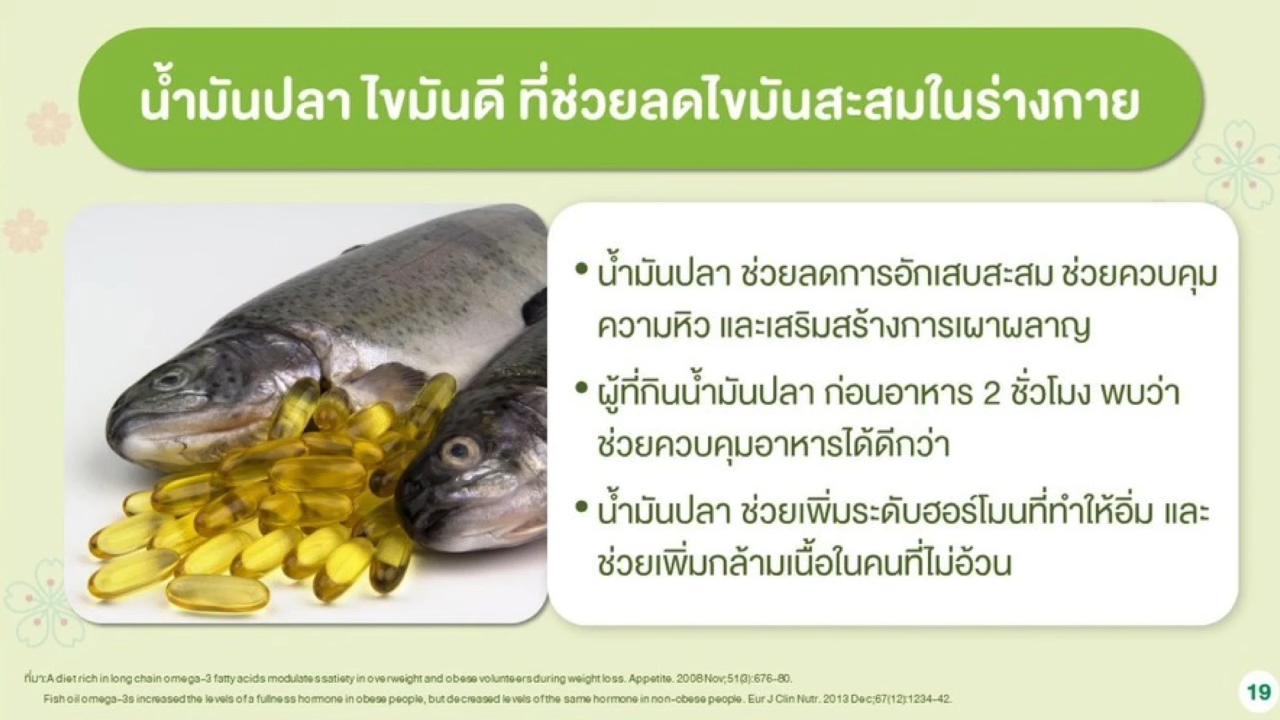 น้ำมันปลา ไขมันดี ที่ช่วยลดไขมันสะสมในร่างกาย
• น้ำมันปลา ช่วยลดการอักเสบสะสม ช่วยควบคุม
ความหิว และเสริมสร้างการเผาผลาญ
• ผู้ที่กินน้ำมันปลา ก่อนอาหาร 2 ชั่วโมง พบว่า
ช่วยควบคุมอาหารได้ดีกว่า
• น้ำมันปลา ช่วยเพิ่มระดับฮอร์โมนที่ทำให้อิ่ม และ
ช่วยเพิ่มกล้ามเนื้อในคนที่ไม่อ้วน
ที่มา:A diet rich in long chain omega-3 fatty acids modulates satiety in overweight and obese volunteers during weight loss. Appetite. 2008 Nov;51(3):676-80.
Fish oil omega-3s increased the levels of a fullness hormone in obese people, but decreased levels of the same hormone in non-obese people. Eur J Clin Nutr. 2013 Dec;67(12):1234-42.
19